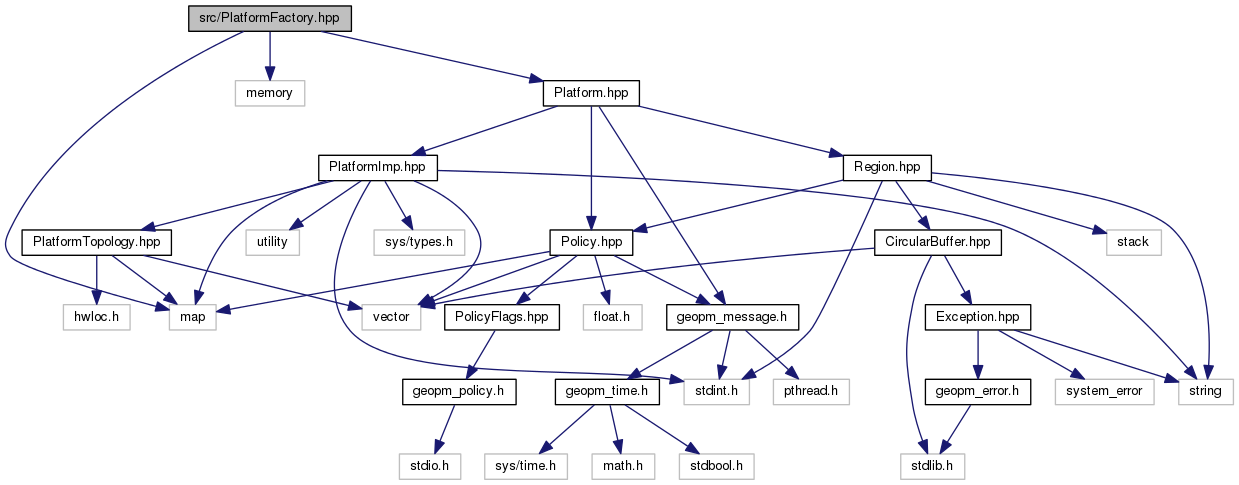 src/PlatformFactory.hpp
memory
Platform.hpp
PlatformImp.hpp
Region.hpp
PlatformTopology.hpp
utility
sys/types.h
Policy.hpp
CircularBuffer.hpp
stack
hwloc.h
map
vector
PolicyFlags.hpp
float.h
geopm_message.h
Exception.hpp
geopm_policy.h
geopm_time.h
stdint.h
pthread.h
geopm_error.h
system_error
string
stdio.h
sys/time.h
math.h
stdbool.h
stdlib.h